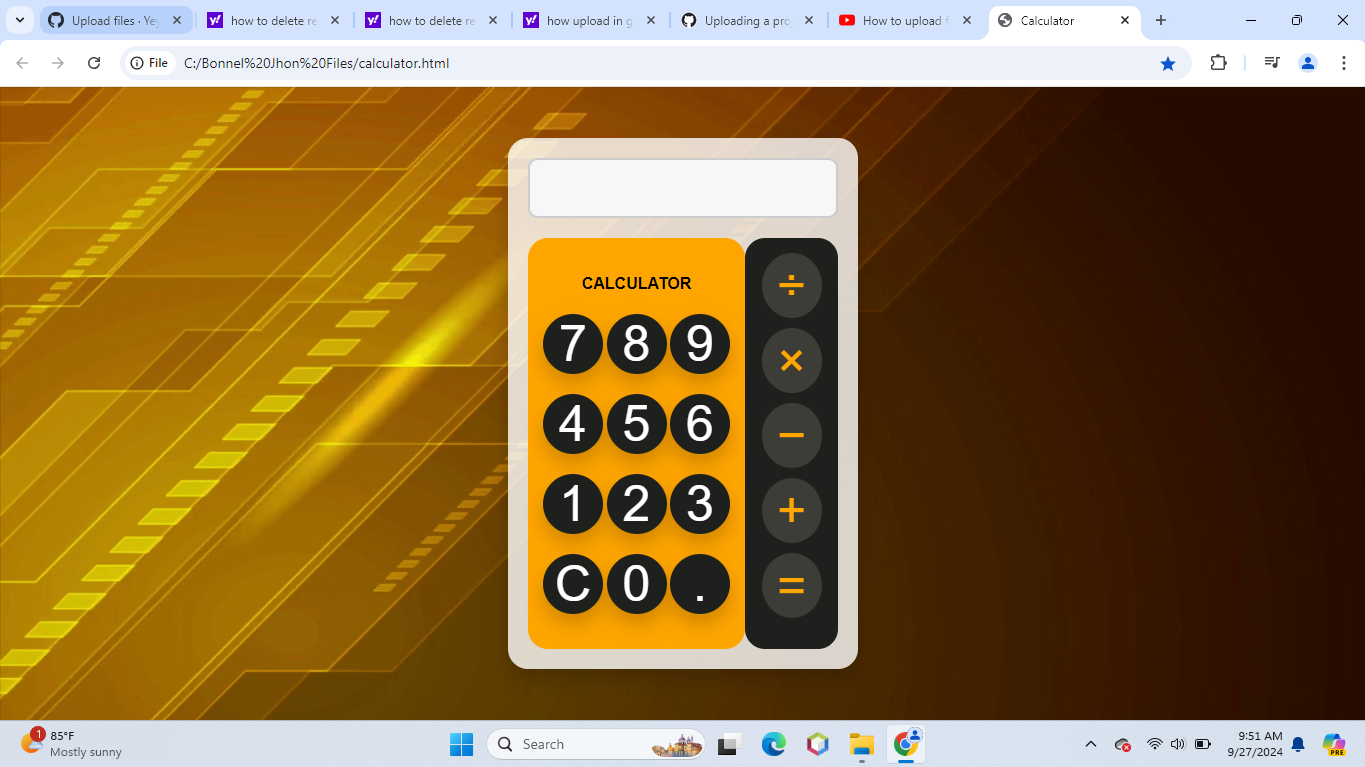 Upload files · Ye
how to delete re
how to delete re
how upload in g
Uploading a pro
How to upload f
Calculator
File
C:/Bonnel%20Jhon%20Files/calculator.html
CALCULATOR
÷
7 8 9
×
4 5 6
−
1 2 3
+
C 0 .
=
1
85°F
Mostly sunny
Search
9:51 AM
9/27/2024
PRE